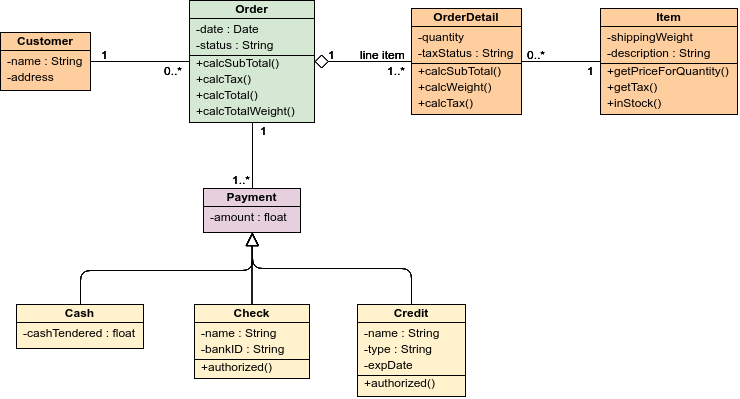 Order
-date : Date
-status : String
+calcSubTotal()
+calcTax()
+calcTotal()
+calcTotalWeight()
OrderDetail
-quantity
-taxStatus : String
+calcSubTotal()
+calcWeight()
+calcTax()
Item
-shippingWeight
-description : String
+getPriceForQuantity()
+getTax()
+inStock()
Customer
-name : String
-address
1
0..*
1
line item
1..*
0..*
1
1
1..*
Payment
-amount : float
Cash
-cashTendered : float
Check
-name : String
-bankID : String
+authorized()
Credit
-name : String
-type : String
-expDate
+authorized()